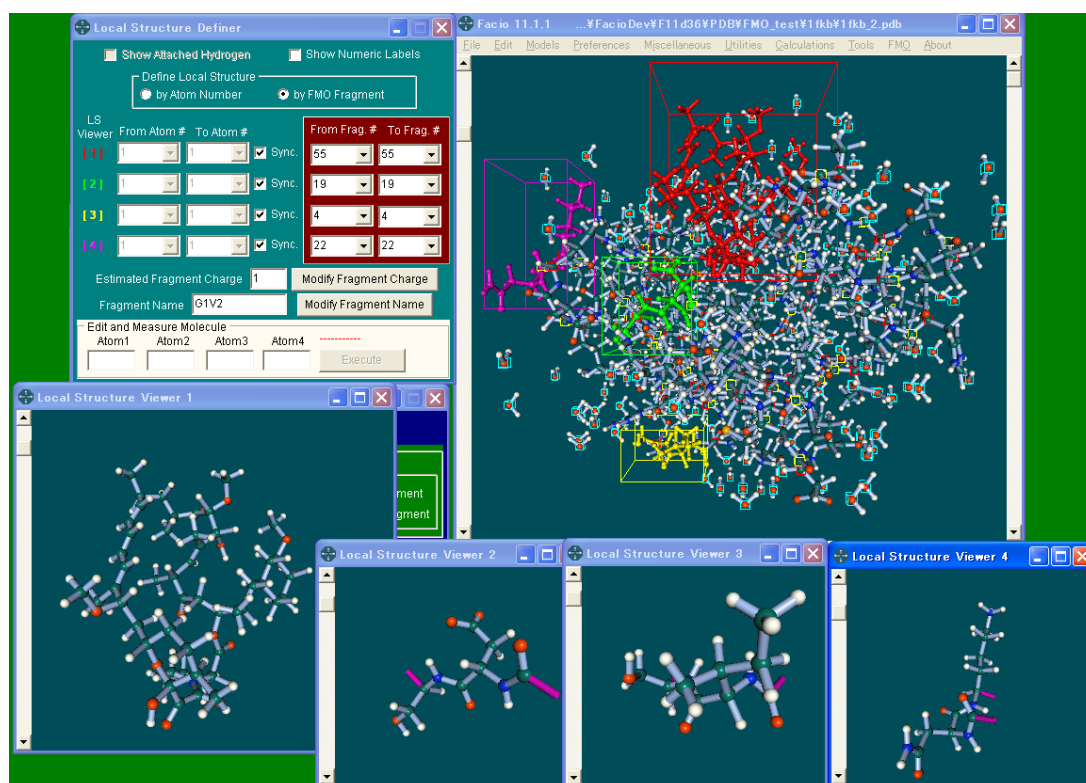 Local Structure Definer
Show Attached Hydrogen
Show Numeric Labels
Define Local Structure
by Atom Number
by FMO Fragment
LS
Viewer
From Atom #
To Atom #
From Frag. #
To Frag. #
[1] 1 1 Sync. 55 55
[2] 1 1 Sync. 19 19
[3] 1 1 Sync. 4 4
[4] 1 1 Sync. 22 22
Estimated Fragment Charge 1 Modify Fragment Charge
Fragment Name G1V2 Modify Fragment Name
Edit and Measure Molecule
Atom1 Atom2 Atom3 Atom4 -----------
Execute
Facio 11.1.1 ...¥FacioDev¥F11d36¥PDB¥FMO_test¥1fkb¥1fkb_2.pdb
File Edit Models Preferences Miscellaneous Utilities Calculations Tools FMO About
Local Structure Viewer 1
ment
gment
Local Structure Viewer 2
Local Structure Viewer 3
Local Structure Viewer 4